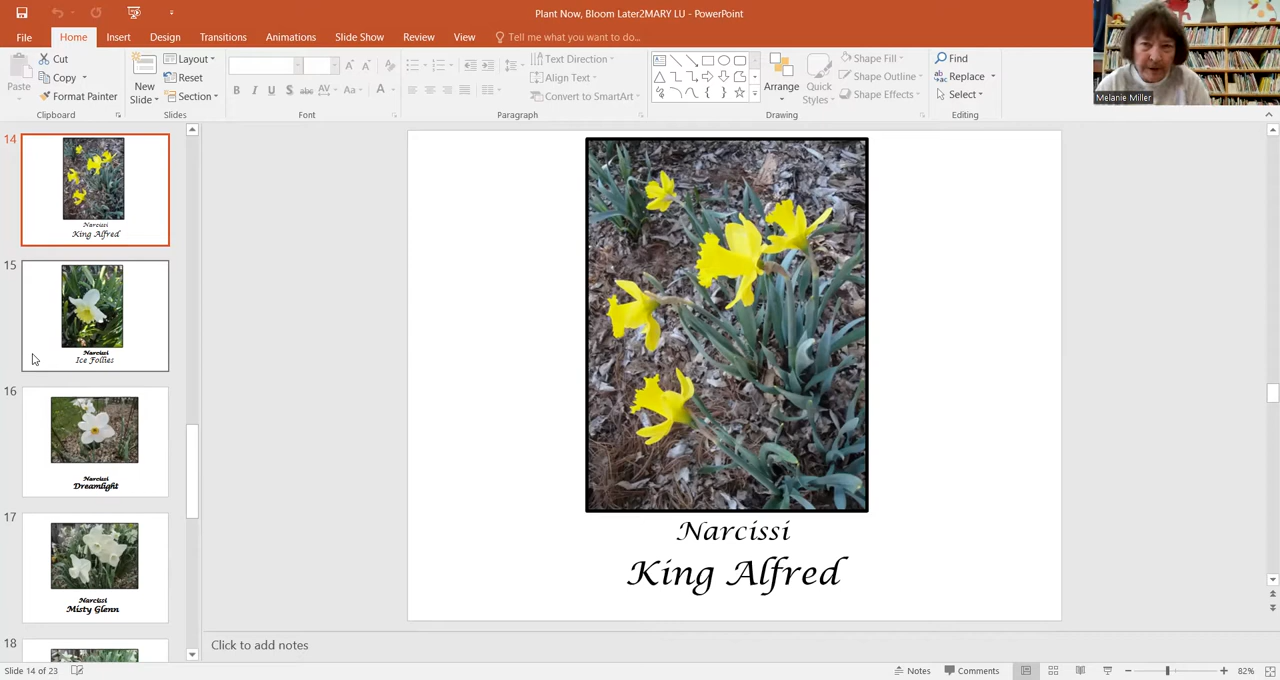 Plant Now, Bloom Later2MARY LU - PowerPoint
File
Home
Insert
Design
Transitions
Animations
Slide Show
Review
View
Tell me what you want to do...
Paste
Cut
Copy
Format Painter
Clipboard
New
Slide
Layout
Reset
Section
Slides
B I U S abc AV Aa A
Font
Text Direction
Align Text
Convert to SmartArt
Paragraph
Arrange
Quick
Styles
Shape Fill
Shape Outline
Shape Effects
Drawing
Find
Replace
Select
Editing
Melanie Miller
14
Narcissi
King Alfred
15
Narcissi
Ice Follies
16
Narcissi
Dreamlight
17
Narcissi
Misty Glenn
18
Narcissi
King Alfred
Click to add notes
Slide 14 of 23
Notes
Comments
82%